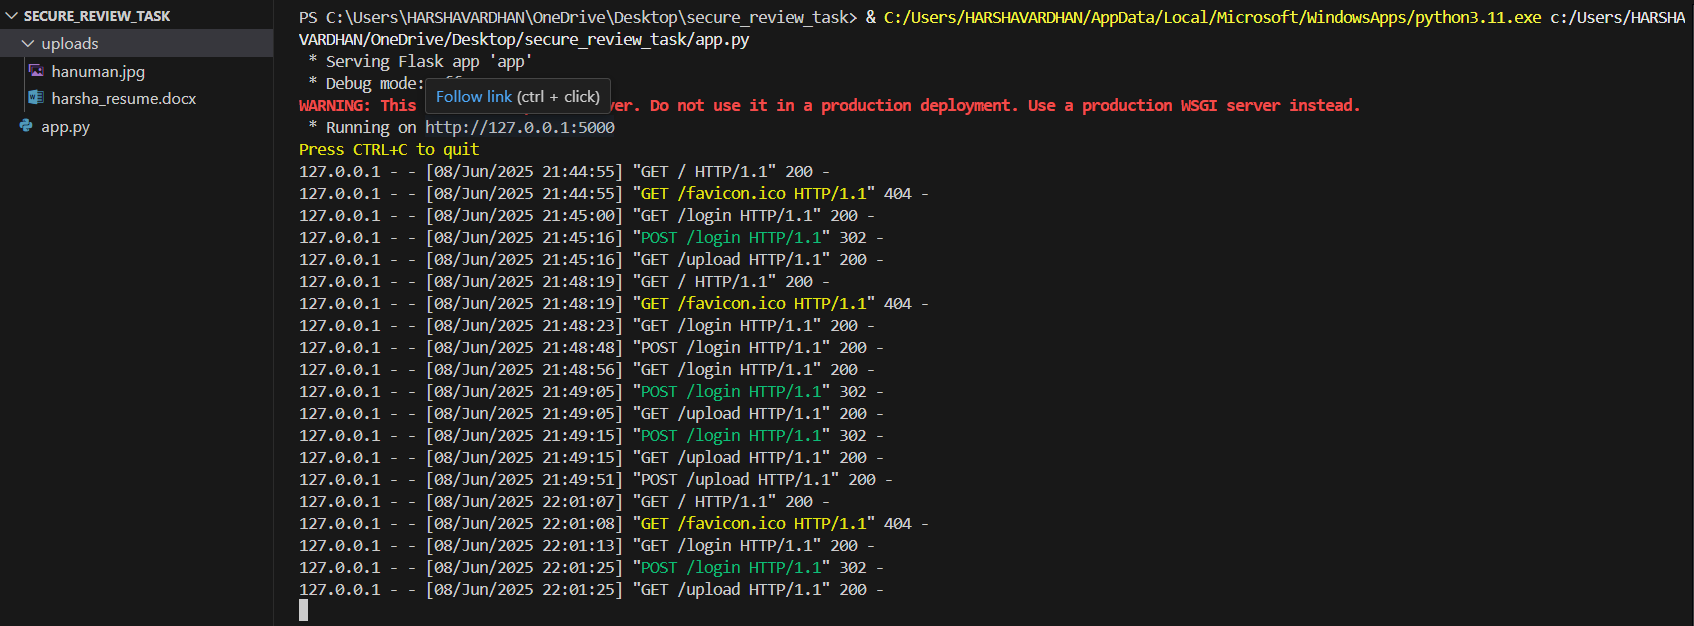 SECURE_REVIEW_TASK
uploads
hanuman.jpg
harsha_resume.docx
app.py
PS C:\Users\HARSHAVARDHAN\OneDrive\Desktop\secure_review_task> & C:/Users/HARSHAVARDHAN/AppData/Local/Microsoft/WindowsApps/python3.11.exe c:/Users/HARSHA
VARDHAN/OneDrive/Desktop/secure_review_task/app.py
* Serving Flask app 'app'
* Debug mode:
Follow link (ctrl + click)
WARNING: This ver. Do not use it in a production deployment. Use a production WSGI server instead.
* Running on http://127.0.0.1:5000
Press CTRL+C to quit
127.0.0.1 - - [08/Jun/2025 21:44:55] "GET / HTTP/1.1" 200 -
127.0.0.1 - - [08/Jun/2025 21:44:55] "GET /favicon.ico HTTP/1.1" 404 -
127.0.0.1 - - [08/Jun/2025 21:45:00] "GET /login HTTP/1.1" 200 -
127.0.0.1 - - [08/Jun/2025 21:45:16] "POST /login HTTP/1.1" 302 -
127.0.0.1 - - [08/Jun/2025 21:45:16] "GET /upload HTTP/1.1" 200 -
127.0.0.1 - - [08/Jun/2025 21:48:19] "GET / HTTP/1.1" 200 -
127.0.0.1 - - [08/Jun/2025 21:48:19] "GET /favicon.ico HTTP/1.1" 404 -
127.0.0.1 - - [08/Jun/2025 21:48:23] "GET /login HTTP/1.1" 200 -
127.0.0.1 - - [08/Jun/2025 21:48:48] "POST /login HTTP/1.1" 200 -
127.0.0.1 - - [08/Jun/2025 21:48:56] "GET /login HTTP/1.1" 200 -
127.0.0.1 - - [08/Jun/2025 21:49:05] "POST /login HTTP/1.1" 302 -
127.0.0.1 - - [08/Jun/2025 21:49:05] "GET /upload HTTP/1.1" 200 -
127.0.0.1 - - [08/Jun/2025 21:49:15] "POST /login HTTP/1.1" 302 -
127.0.0.1 - - [08/Jun/2025 21:49:15] "GET /upload HTTP/1.1" 200 -
127.0.0.1 - - [08/Jun/2025 21:49:51] "POST /upload HTTP/1.1" 200 -
127.0.0.1 - - [08/Jun/2025 22:01:07] "GET / HTTP/1.1" 200 -
127.0.0.1 - - [08/Jun/2025 22:01:08] "GET /favicon.ico HTTP/1.1" 404 -
127.0.0.1 - - [08/Jun/2025 22:01:13] "GET /login HTTP/1.1" 200 -
127.0.0.1 - - [08/Jun/2025 22:01:25] "POST /login HTTP/1.1" 302 -
127.0.0.1 - - [08/Jun/2025 22:01:25] "GET /upload HTTP/1.1" 200 -